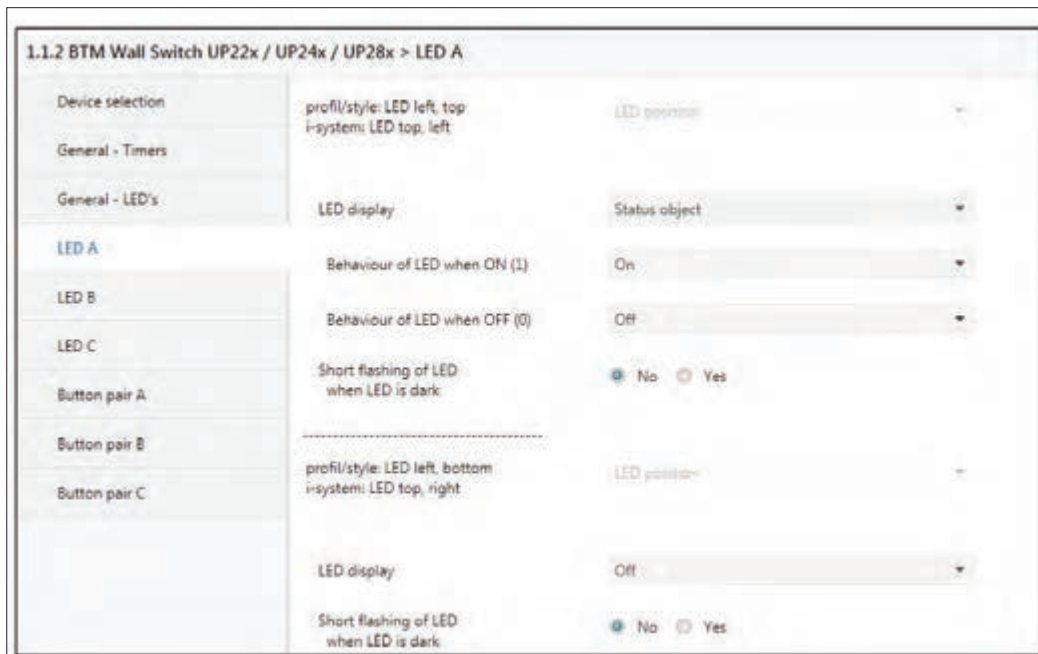 1.1.2 BTM Wall Switch UP22x / UP24x / UP28x > LED A
Device selection
General - Timers
General - LED's
LED A
LED B
LED C
Button pair A
Button pair B
Button pair C
profil/style: LED left, top
i-system: LED top, left
LED position
LED display
Status object
Behaviour of LED when ON (1)
On
Behaviour of LED when OFF (0)
Off
Short flashing of LED
when LED is dark
No Yes
profil/style: LED left, bottom
i-system: LED top, right
LED position
LED display
Off
Short flashing of LED
when LED is dark
No Yes